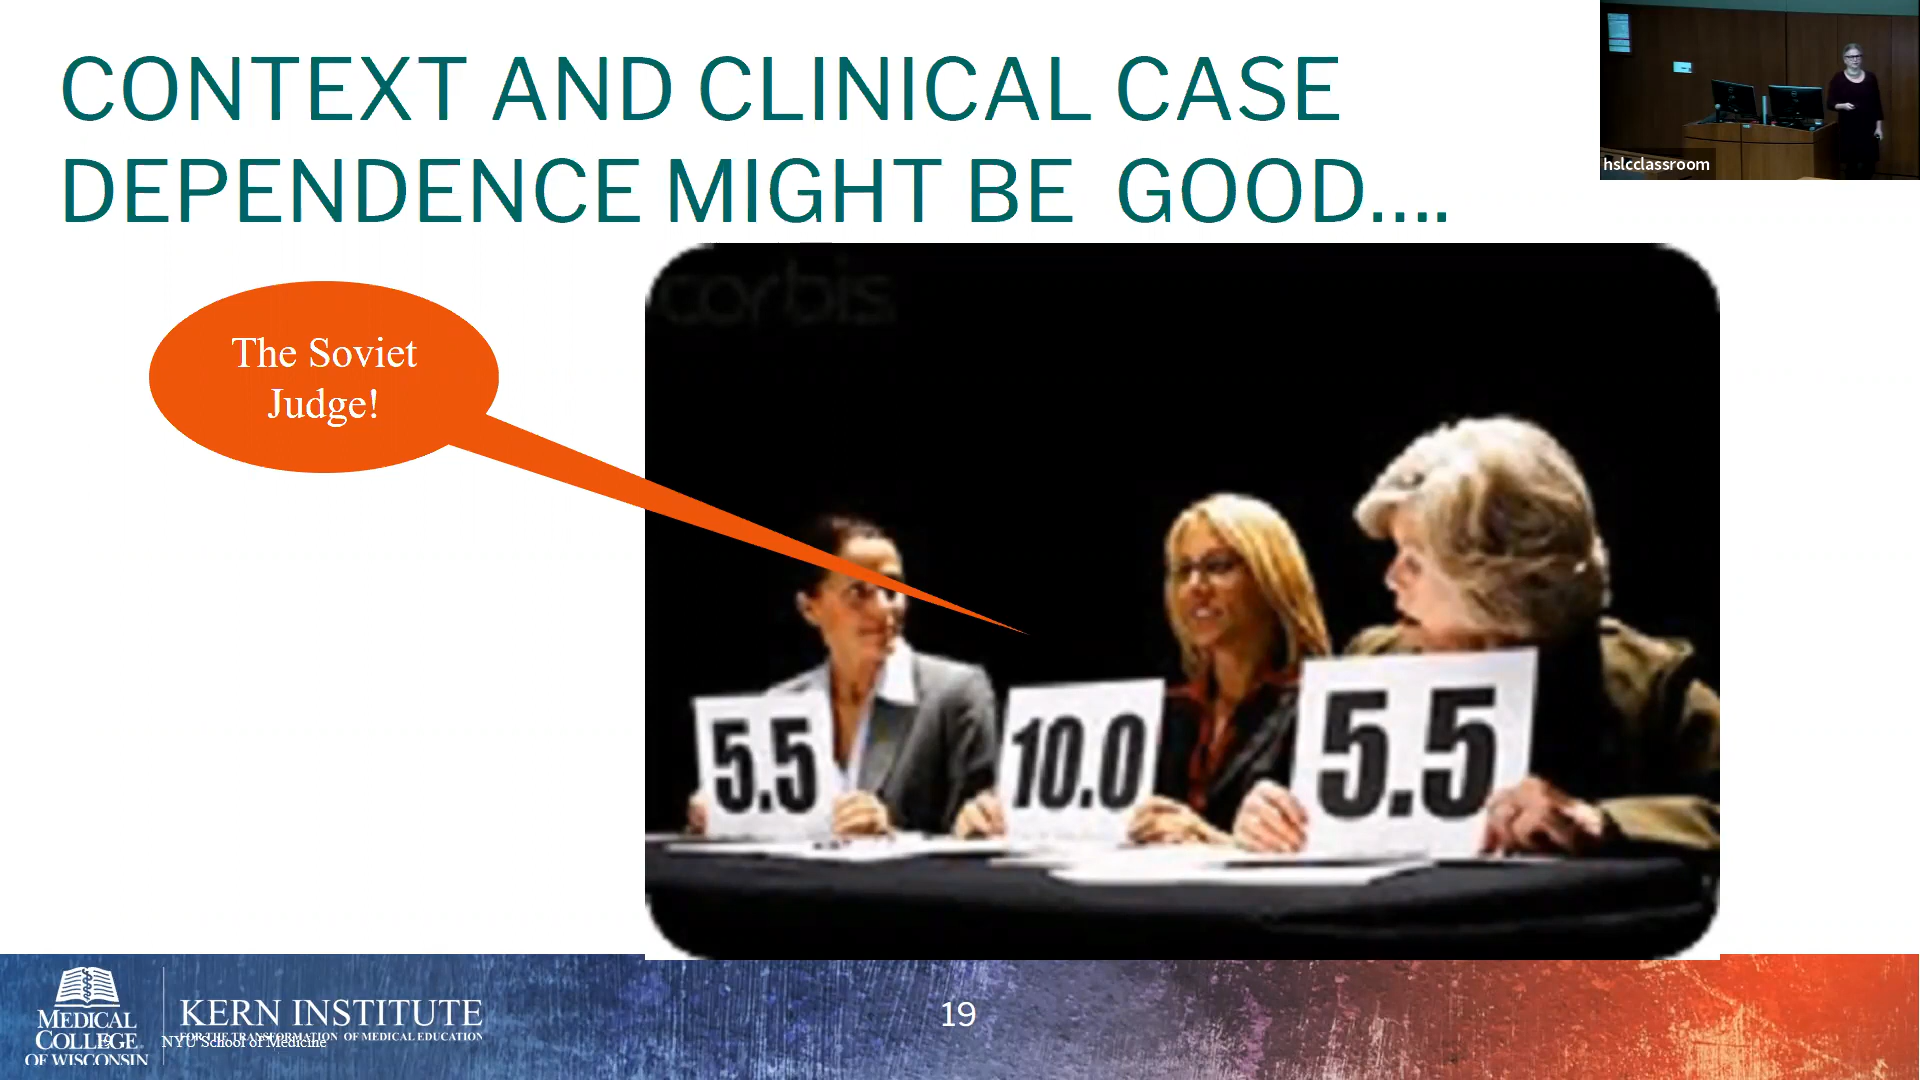 CONTEXT AND CLINICAL CASE
DEPENDENCE MIGHT BE GOOD....
hslcclassroom
corbis
The Soviet
Judge!
5.5
10.0
5.5
MEDICAL
COLLEGE
OF WISCONSIN
KERN INSTITUTE
FOR THE TRANSFORMATION OF MEDICAL EDUCATION
NYU School of Medicine
19